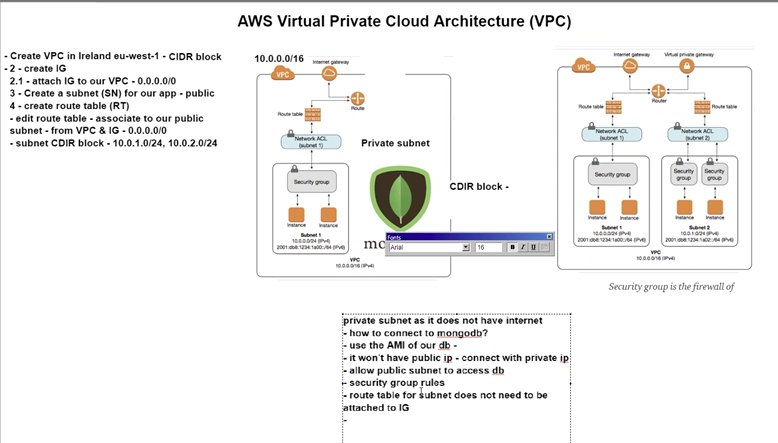 AWS Virtual Private Cloud Architecture (VPC)
- Create VPC in Ireland eu-west-1 - CIDR block
- 2 - create IG
2.1 - attach IG to our VPC - 0.0.0.0/0
3 - Create a subnet (SN) for our app - public
4 - create route table (RT)
- edit route table - associate to our public
subnet - from VPC & IG - 0.0.0.0/0
- subnet CDIR block - 10.0.1.0/24, 10.0.2.0/24
10.0.0.0/16
Internet gateway
VPC
Route
Route table
Network ACL
(subnet 1)
Security group
Instance
Instance
Subnet 1
10.0.0.0/24 (IPv4)
2001:db8:1234:1a00::/64 (IPv6)
VPC
10.0.0.0/16 (IPv4)
Private subnet
mo
CDIR block -
Fonts
Arial
16
B I U
Internet gateway
Virtual private gateway
VPC
Router
Route table
Route table
Network ACL
(subnet 1)
Network ACL
(subnet 2)
Security group
Security
group
Security
group
Instance
Instance
Instance
Instance
Subnet 1
10.0.0.0/24 (IPv4)
2001:db8:1234:1a00::/64 (IPv6)
Subnet 2
10.0.1.0/24 (IPv4)
2001:db8:1234:1a02::/64 (IPv6)
VPC
10.0.0.0/16 (IPv4)
Security group is the firewall of
private subnet as it does not have internet
- how to connect to mongodb?
- use the AMI of our db -
- it won't have public ip - connect with private ip
- allow public subnet to access db
- security group rules
- route table for subnet does not need to be
attached to IG
-